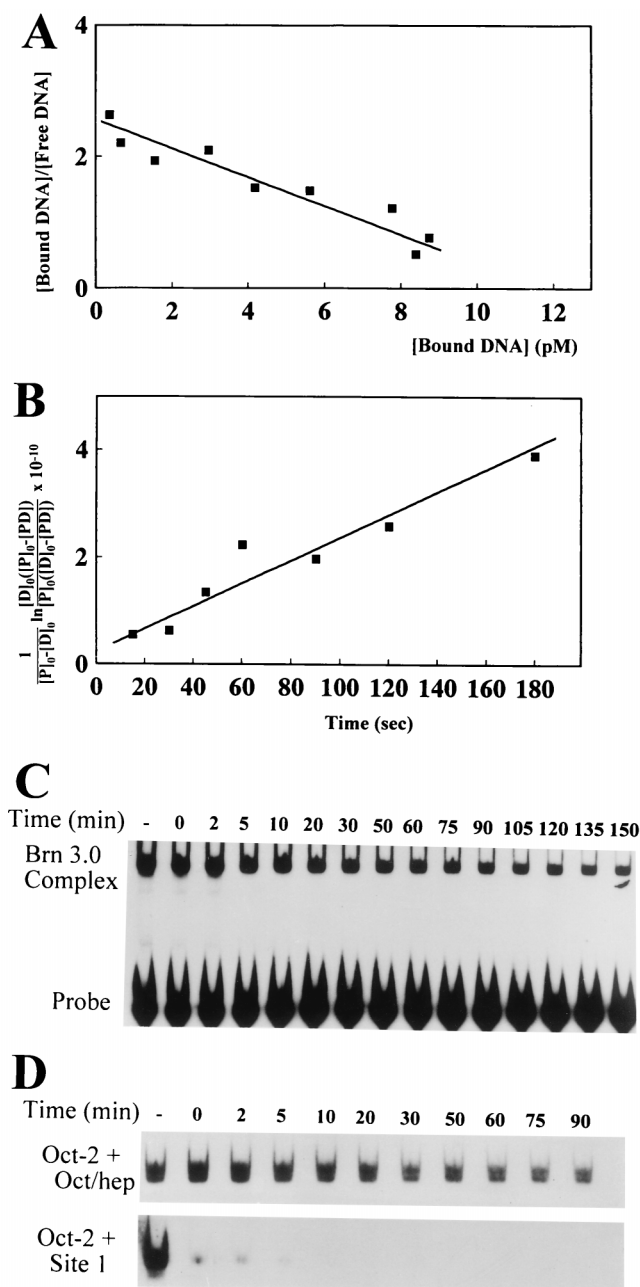 A
4
2
0
[Bound DNA]/[Free DNA]
0 2 4 6 8 10 12
[Bound DNA] (pM)
B
4
2
0
1/([P]₀-[D]₀) ln [D]₀([P]₀-[PD])/[P]₀([D]₀-[PD]) x 10⁻¹⁰
0 20 40 60 80 100 120 140 160 180
Time (sec)
C
Time (min) - 0 2 5 10 20 30 50 60 75 90 105 120 135 150
Brn 3.0
Complex
Probe
D
Time (min) - 0 2 5 10 20 30 50 60 75 90
Oct-2 +
Oct/hep
Oct-2 +
Site 1